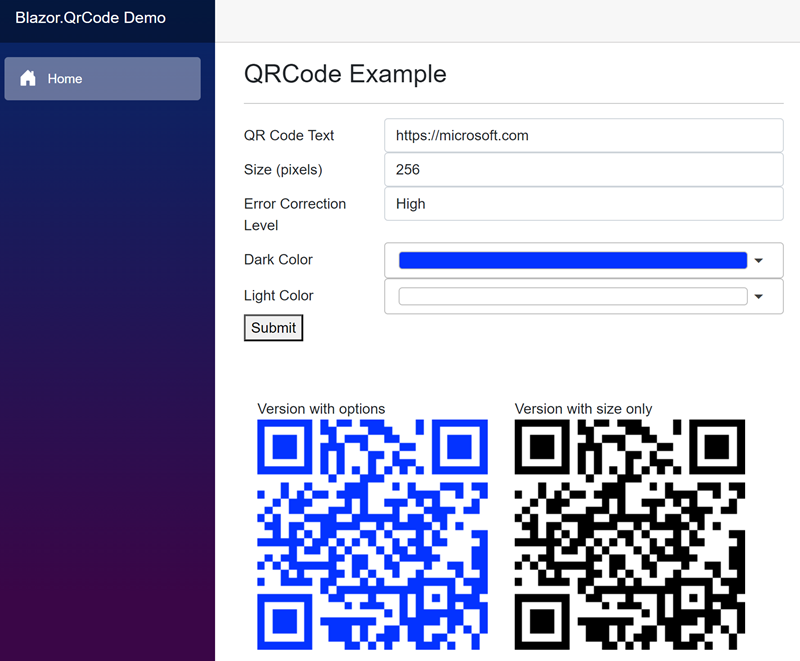 Blazor.QrCode Demo
Home
QRCode Example
QR Code Text
https://microsoft.com
Size (pixels)
256
Error Correction
Level
High
Dark Color
Light Color
Submit
Version with options
Version with size only